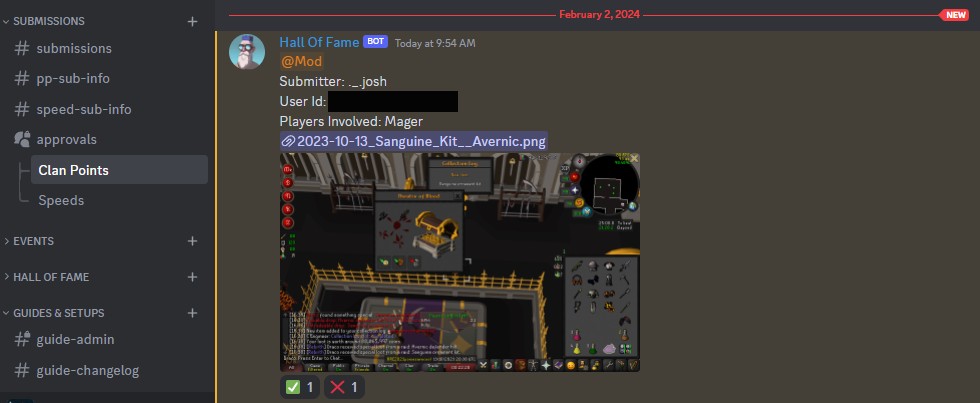 SUBMISSIONS
submissions
pp-sub-info
speed-sub-info
approvals
Clan Points
Speeds
EVENTS
HALL OF FAME
GUIDES & SETUPS
guide-admin
guide-changelog
February 2, 2024
NEW
Hall Of Fame BOT Today at 9:54 AM
@Mod
Submitter: ._.josh
User Id:
Players Involved: Mager
2023-10-13_Sanguine_Kit__Avernic.png
1
1